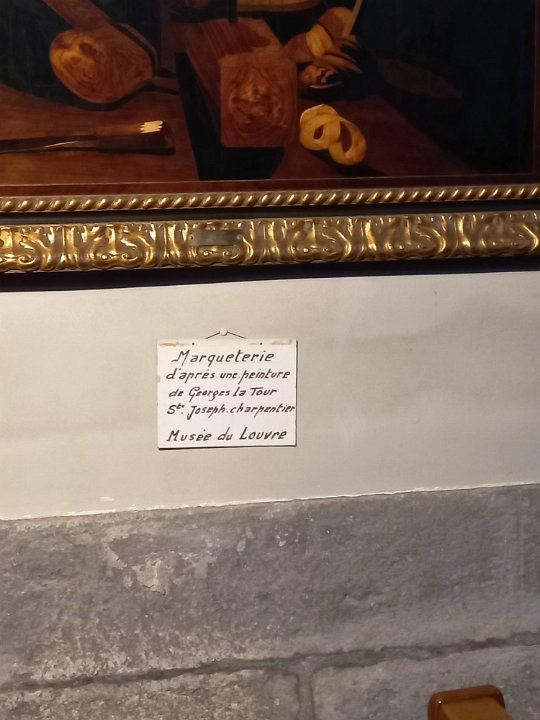 Marqueterie
d'après une peinture
de Georges la Tour
St. Joseph. charpentier
Musée du Louvre